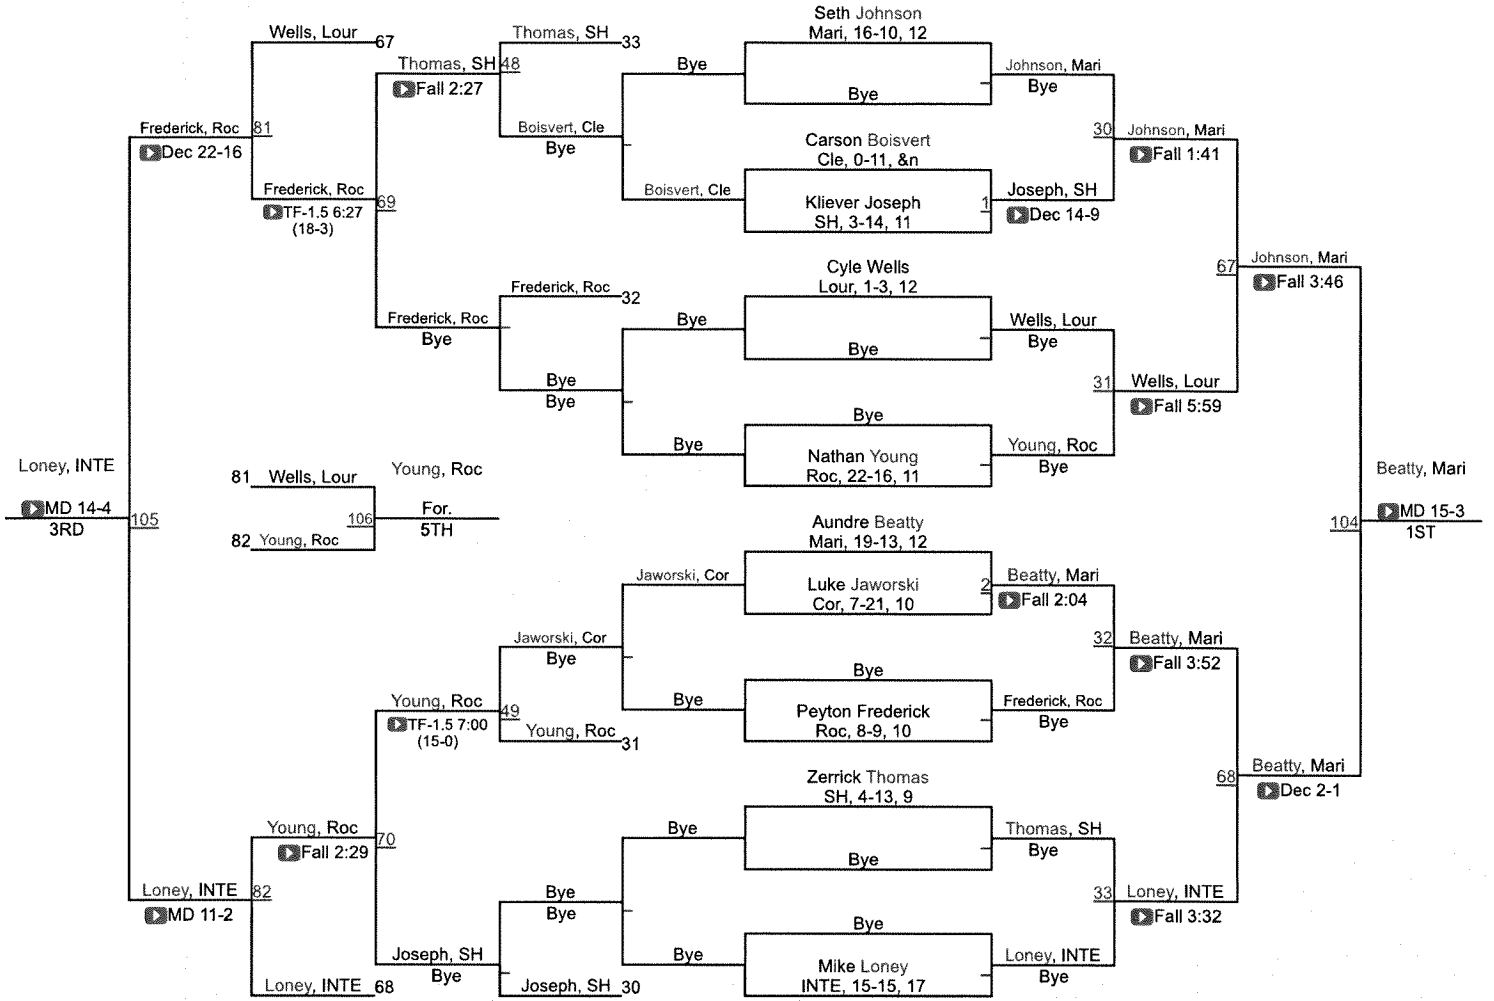 Seth Johnson
Mari, 16-10, 12
Wells, Lour
67
Thomas, SH
33
Thomas, SH
48
Fall 2:27
Bye
Bye
Johnson, Mari
Bye
Frederick, Roc
81
Dec 22-16
Boisvert, Cle
Bye
Carson Boisvert
Cle, 0-11, &n
30
Johnson, Mari
Fall 1:41
Frederick, Roc
TF-1.5 6:27
(18-3)
69
Boisvert, Cle
Kliever Joseph
SH, 3-14, 11
1
Joseph, SH
Dec 14-9
Cyle Wells
Lour, 1-3, 12
67
Johnson, Mari
Fall 3:46
Frederick, Roc
32
Frederick, Roc
Bye
Bye
Bye
Wells, Lour
Bye
Bye
Bye
31
Wells, Lour
Fall 5:59
Bye
Bye
Nathan Young
Roc, 22-16, 11
Young, Roc
Bye
Loney, INTE
MD 14-4
3RD
105
81
Wells, Lour
Young, Roc
106
For.
5TH
82
Young, Roc
Beatty, Mari
104
MD 15-3
1ST
Aundre Beatty
Mari, 19-13, 12
Jaworski, Cor
Luke Jaworski
Cor, 7-21, 10
2
Beatty, Mari
Fall 2:04
Jaworski, Cor
Bye
32
Beatty, Mari
Fall 3:52
Bye
Young, Roc
TF-1.5 7:00
(15-0)
49
Young, Roc
31
Bye
Peyton Frederick
Roc, 8-9, 10
Frederick, Roc
Bye
Zerrick Thomas
SH, 4-13, 9
68
Beatty, Mari
Dec 2-1
Young, Roc
Fall 2:29
70
Bye
Bye
Thomas, SH
Bye
Loney, INTE
MD 11-2
82
Bye
Bye
33
Loney, INTE
Fall 3:32
Bye
Joseph, SH
Bye
Bye
Mike Loney
INTE, 15-15, 17
Loney, INTE
Bye
Loney, INTE
68
Joseph, SH
30